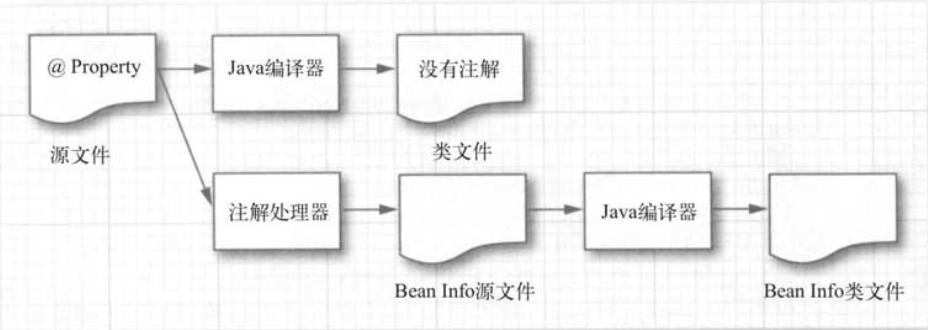 @ Property
Java编译器
没有注解
源文件
类文件
注解处理器
Java编译器
Bean Info源文件
Bean Info类文件